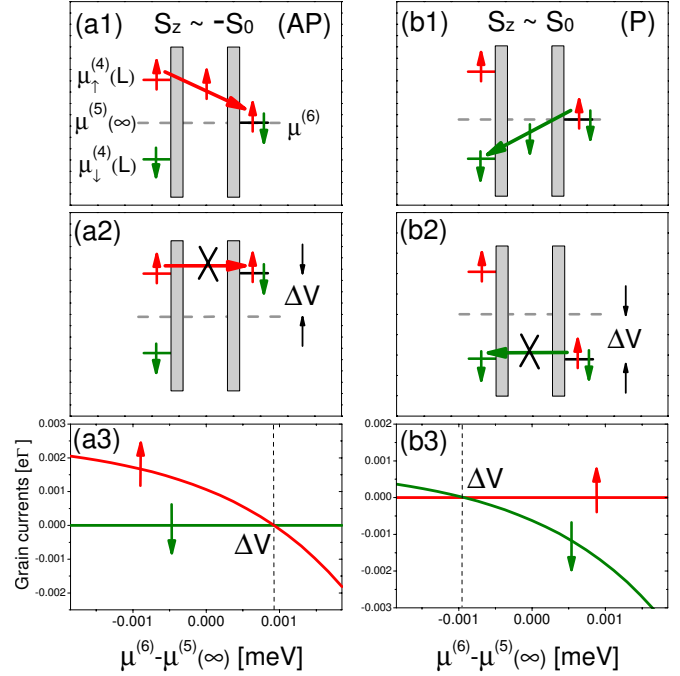 (a1) S_z ~ -S_0 (AP)
μ_↑^(4)(L)
μ^(5)(∞)
μ^(6)
μ_↓^(4)(L)
(b1) S_z ~ S_0 (P)
(a2)
ΔV
(b2)
ΔV
(a3)
0.003
0.002
0.001
0.000
-0.001
-0.002
Grain currents [eΓ]
ΔV
-0.001 0.000 0.001
μ^(6)-μ^(5)(∞) [meV]
(b3)
0.001
0.000
-0.001
-0.002
-0.003
ΔV
-0.001 0.000 0.001
μ^(6)-μ^(5)(∞) [meV]